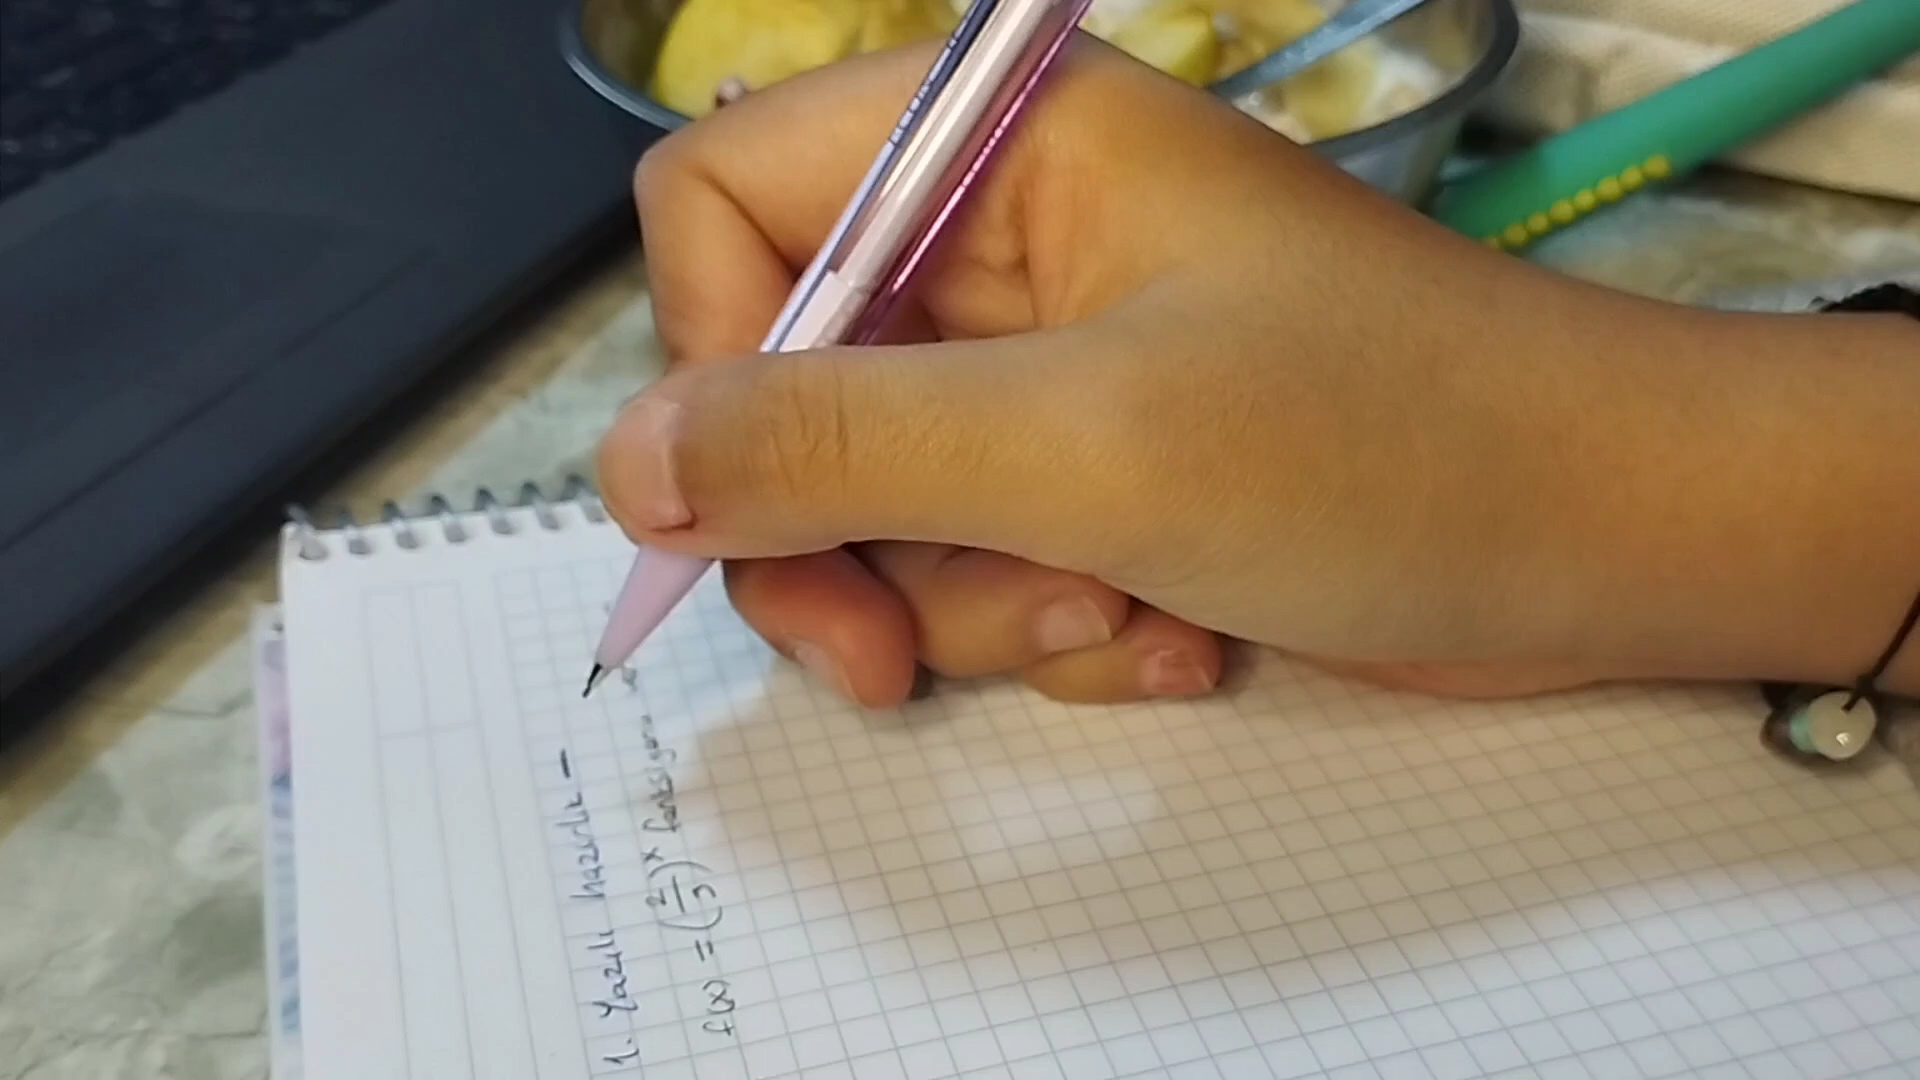 1. Yazılı hazırlık -
f(x) = (2/3)^x fonksiyonu